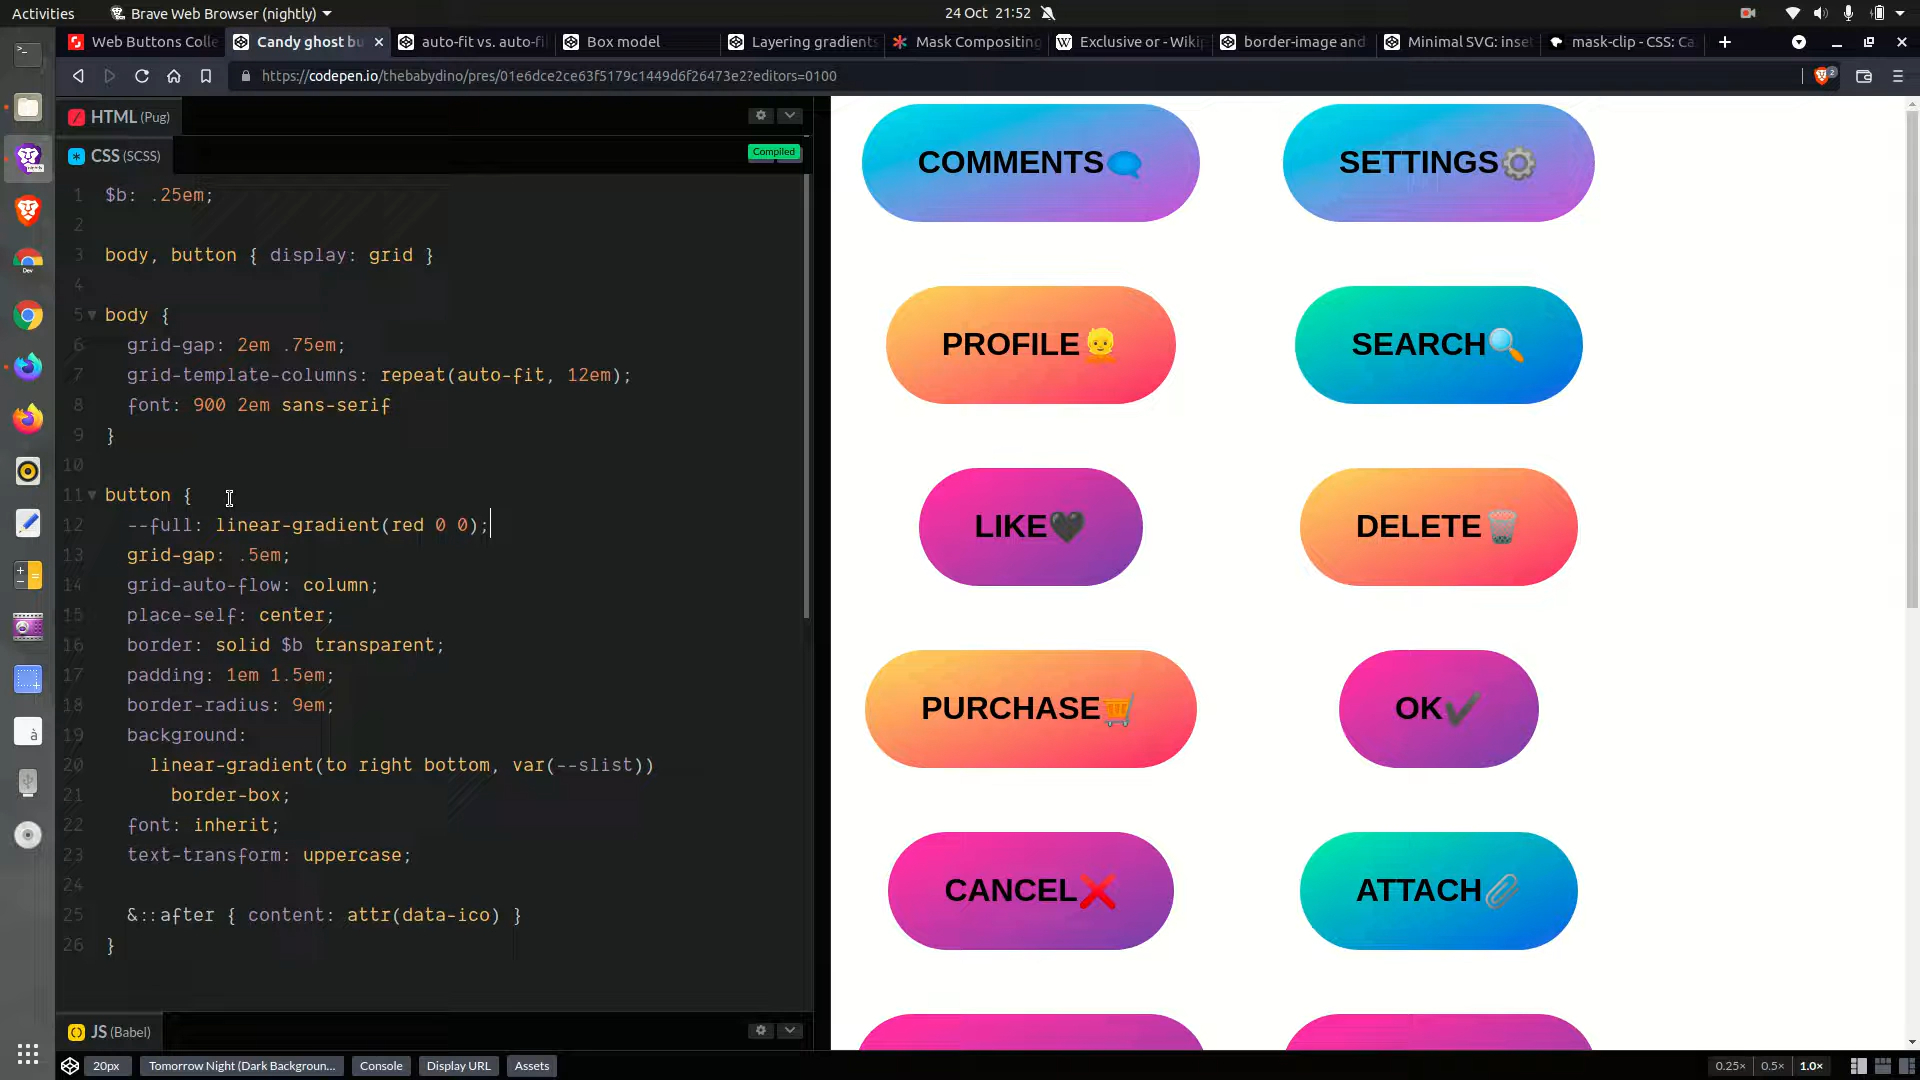 Activities
Brave Web Browser (nightly)
24 Oct 21:52
Web Buttons Colle
Candy ghost bu
auto-fit vs. auto-fil
Box model
Layering gradients
Mask Compositing
Exclusive or - Wikip
border-image and
Minimal SVG: inset
mask-clip - CSS: Ca
https://codepen.io/thebabydino/pres/01e6dce2ce63f5179c1449d6f26473e2?editors=0100
2
HTML (Pug)
CSS (SCSS)
Compiled
1 $b: .25em;
2
3 body, button { display: grid }
4
5 body {
6 grid-gap: 2em .75em;
7 grid-template-columns: repeat(auto-fit, 12em);
8 font: 900 2em sans-serif
9 }
10
11 button {
12 --full: linear-gradient(red 0 0);
13 grid-gap: .5em;
14 grid-auto-flow: column;
15 place-self: center;
16 border: solid $b transparent;
17 padding: 1em 1.5em;
18 border-radius: 9em;
19 background:
20 linear-gradient(to right bottom, var(--slist))
21 border-box;
22 font: inherit;
23 text-transform: uppercase;
24
25 &::after { content: attr(data-ico) }
26 }
JS (Babel)
20px
Tomorrow Night (Dark Backgroun...
Console
Display URL
Assets
COMMENTS
SETTINGS
PROFILE
SEARCH
LIKE
DELETE
PURCHASE
OK
CANCEL
ATTACH
0.25×
0.5×
1.0×
Dev
à